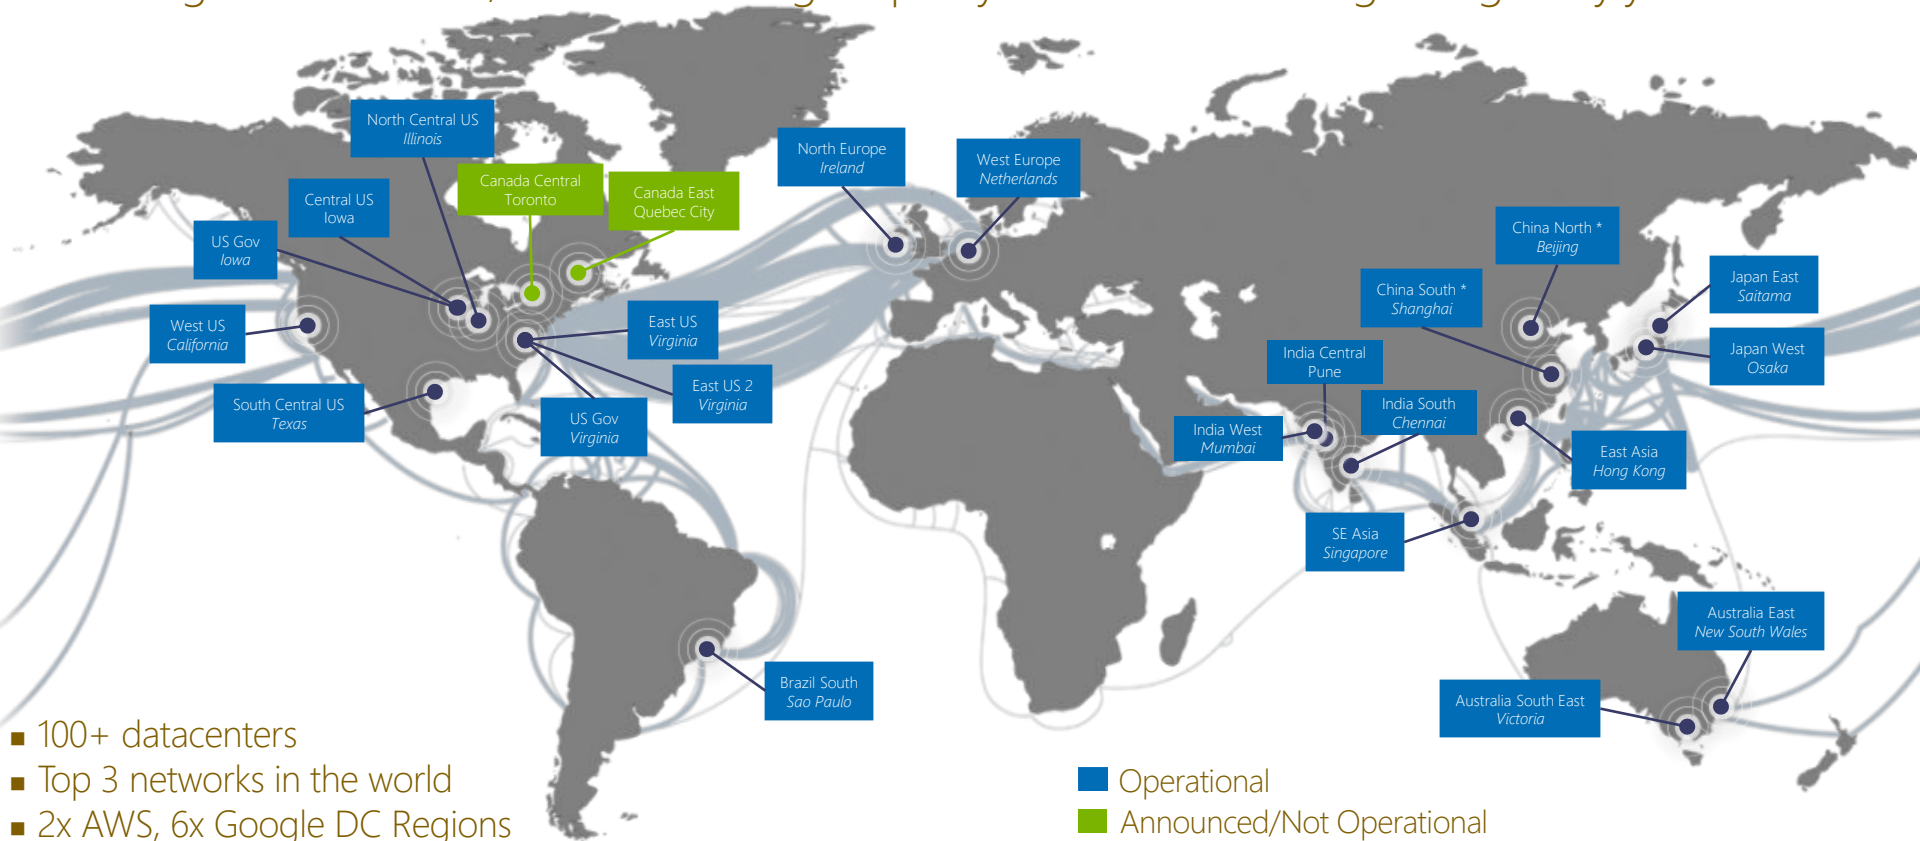 North Central US
Illinois
Central US
Iowa
US Gov
Iowa
West US
California
South Central US
Texas
Canada Central
Toronto
Canada East
Quebec City
East US
Virginia
East US 2
Virginia
US Gov
Virginia
Brazil South
Sao Paulo
North Europe
Ireland
West Europe
Netherlands
China North *
Beijing
China South *
Shanghai
Japan East
Saitama
Japan West
Osaka
India Central
Pune
India South
Chennai
India West
Mumbai
East Asia
Hong Kong
SE Asia
Singapore
Australia East
New South Wales
Australia South East
Victoria
▪ 100+ datacenters
▪ Top 3 networks in the world
▪ 2x AWS, 6x Google DC Regions
Operational
Announced/Not Operational